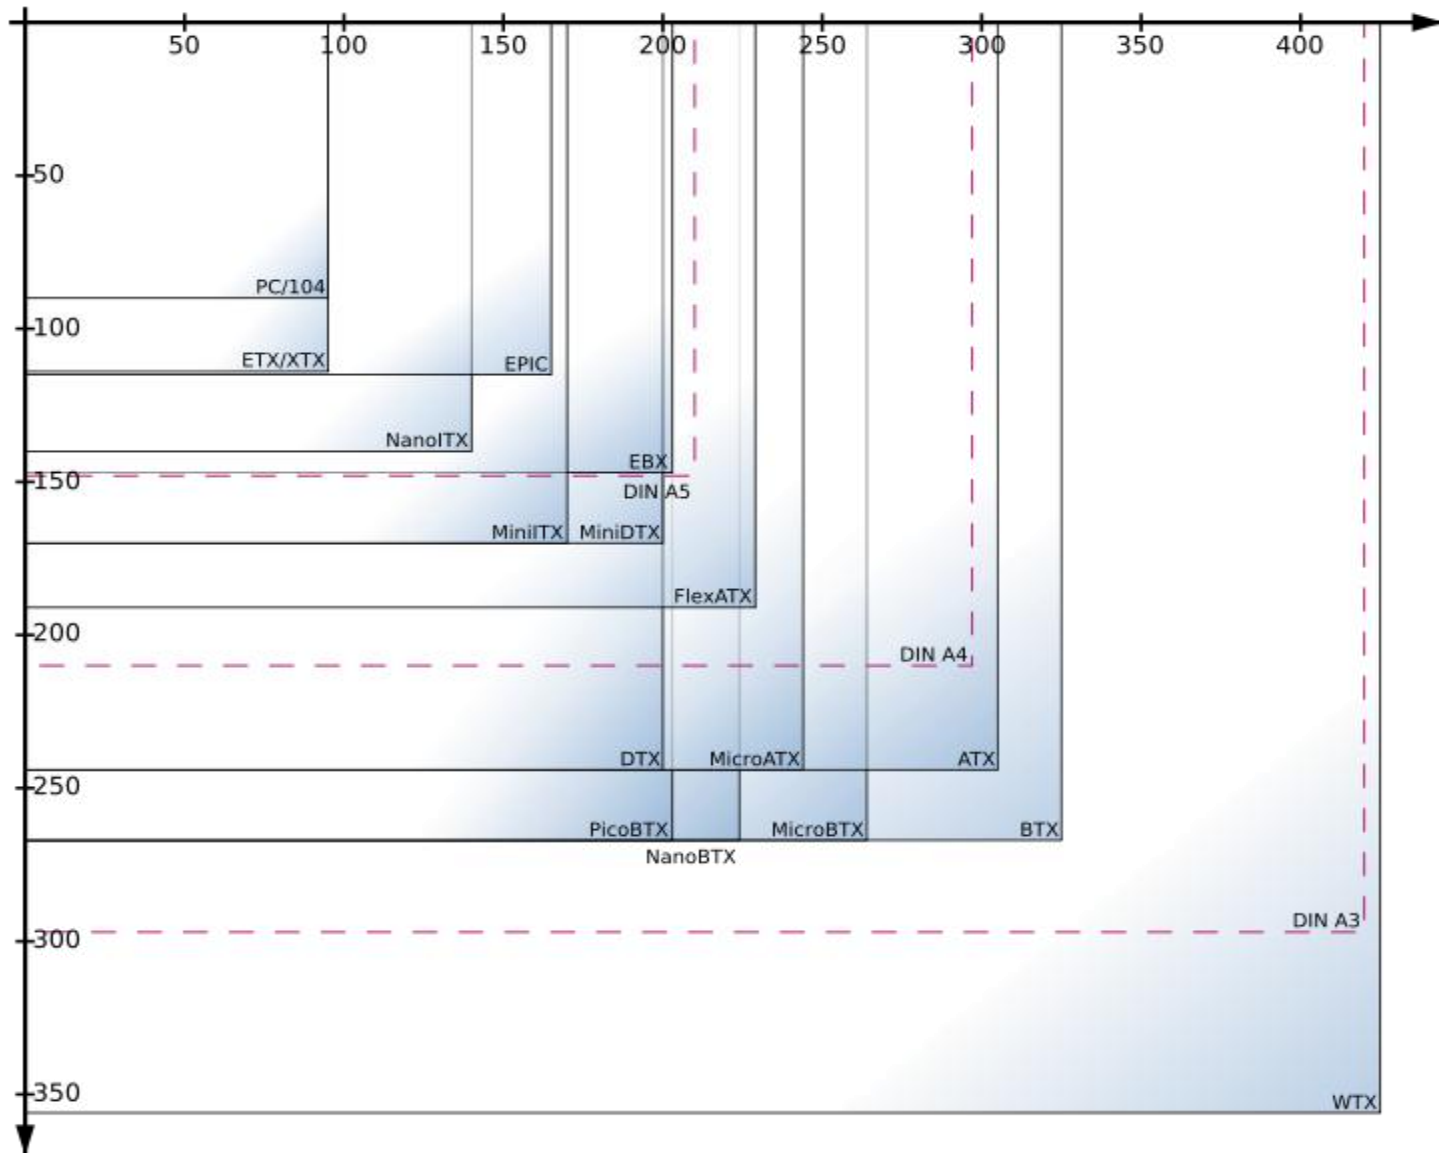 50 100 150 200 250 300 350 400
50
PC/104
100
ETX/XTX
EPIC
NanoITX
EBX
150
DIN A5
MiniITX
MiniDTX
FlexATX
200
DIN A4
DTX
MicroATX
ATX
250
PicoBTX
MicroBTX
BTX
NanoBTX
DIN A3
300
350
WTX